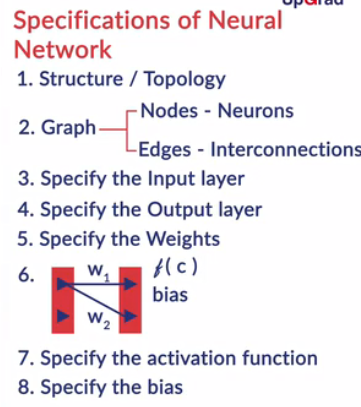 upGrad
Specifications of Neural
Network
1. Structure / Topology
Nodes - Neurons
2. Graph
Edges - Interconnections
3. Specify the Input layer
4. Specify the Output layer
5. Specify the Weights
6. W1 f(c)
bias
W2
7. Specify the activation function
8. Specify the bias